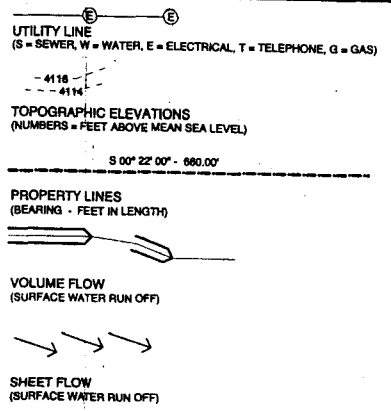 E E
UTILITY LINE
(S = SEWER, W = WATER, E = ELECTRICAL, T = TELEPHONE, G = GAS)
4116
4114
TOPOGRAPHIC ELEVATIONS
(NUMBERS = FEET ABOVE MEAN SEA LEVEL)
S 00° 22' 00" - 660.00'
PROPERTY LINES
(BEARING - FEET IN LENGTH)
VOLUME FLOW
(SURFACE WATER RUN OFF)
SHEET FLOW
(SURFACE WATER RUN OFF)